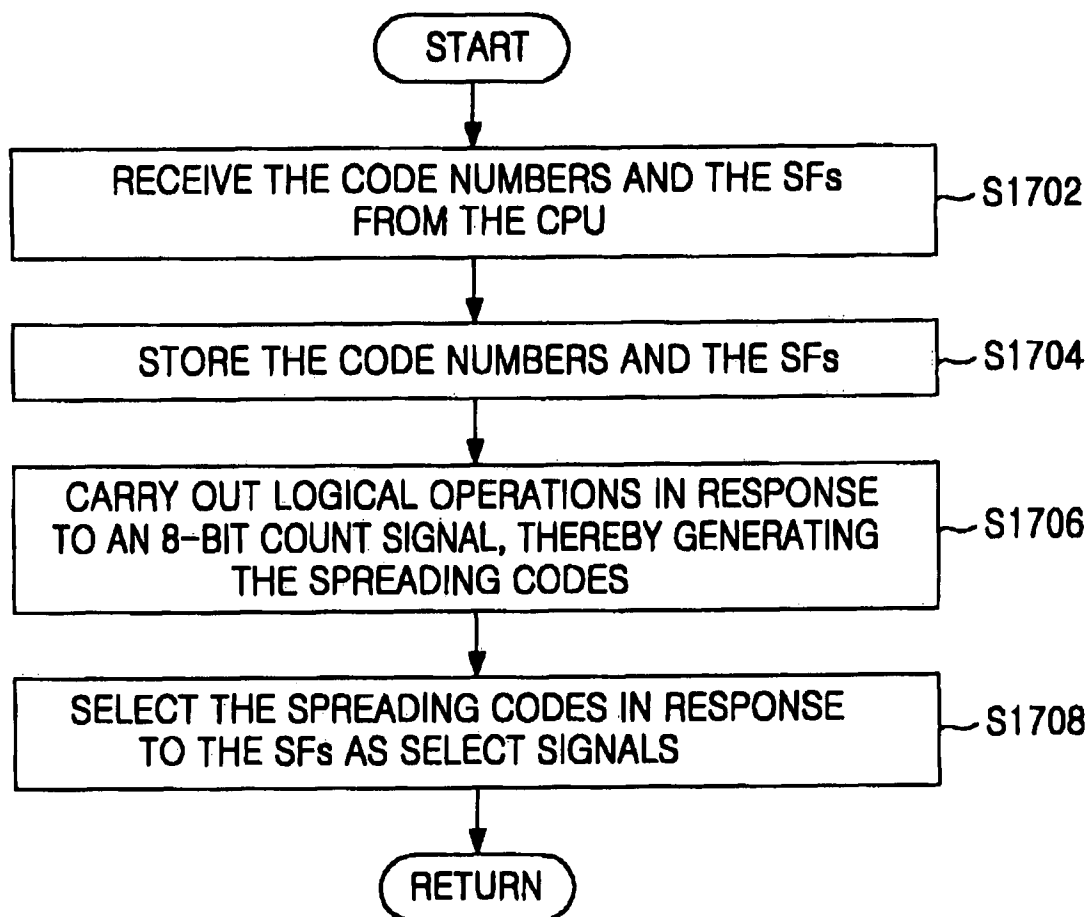 START
RECEIVE THE CODE NUMBERS AND THE SFs
FROM THE CPU
S1702
STORE THE CODE NUMBERS AND THE SFs
S1704
CARRY OUT LOGICAL OPERATIONS IN RESPONSE
TO AN 8-BIT COUNT SIGNAL, THEREBY GENERATING
THE SPREADING CODES
S1706
SELECT THE SPREADING CODES IN RESPONSE
TO THE SFs AS SELECT SIGNALS
S1708
RETURN